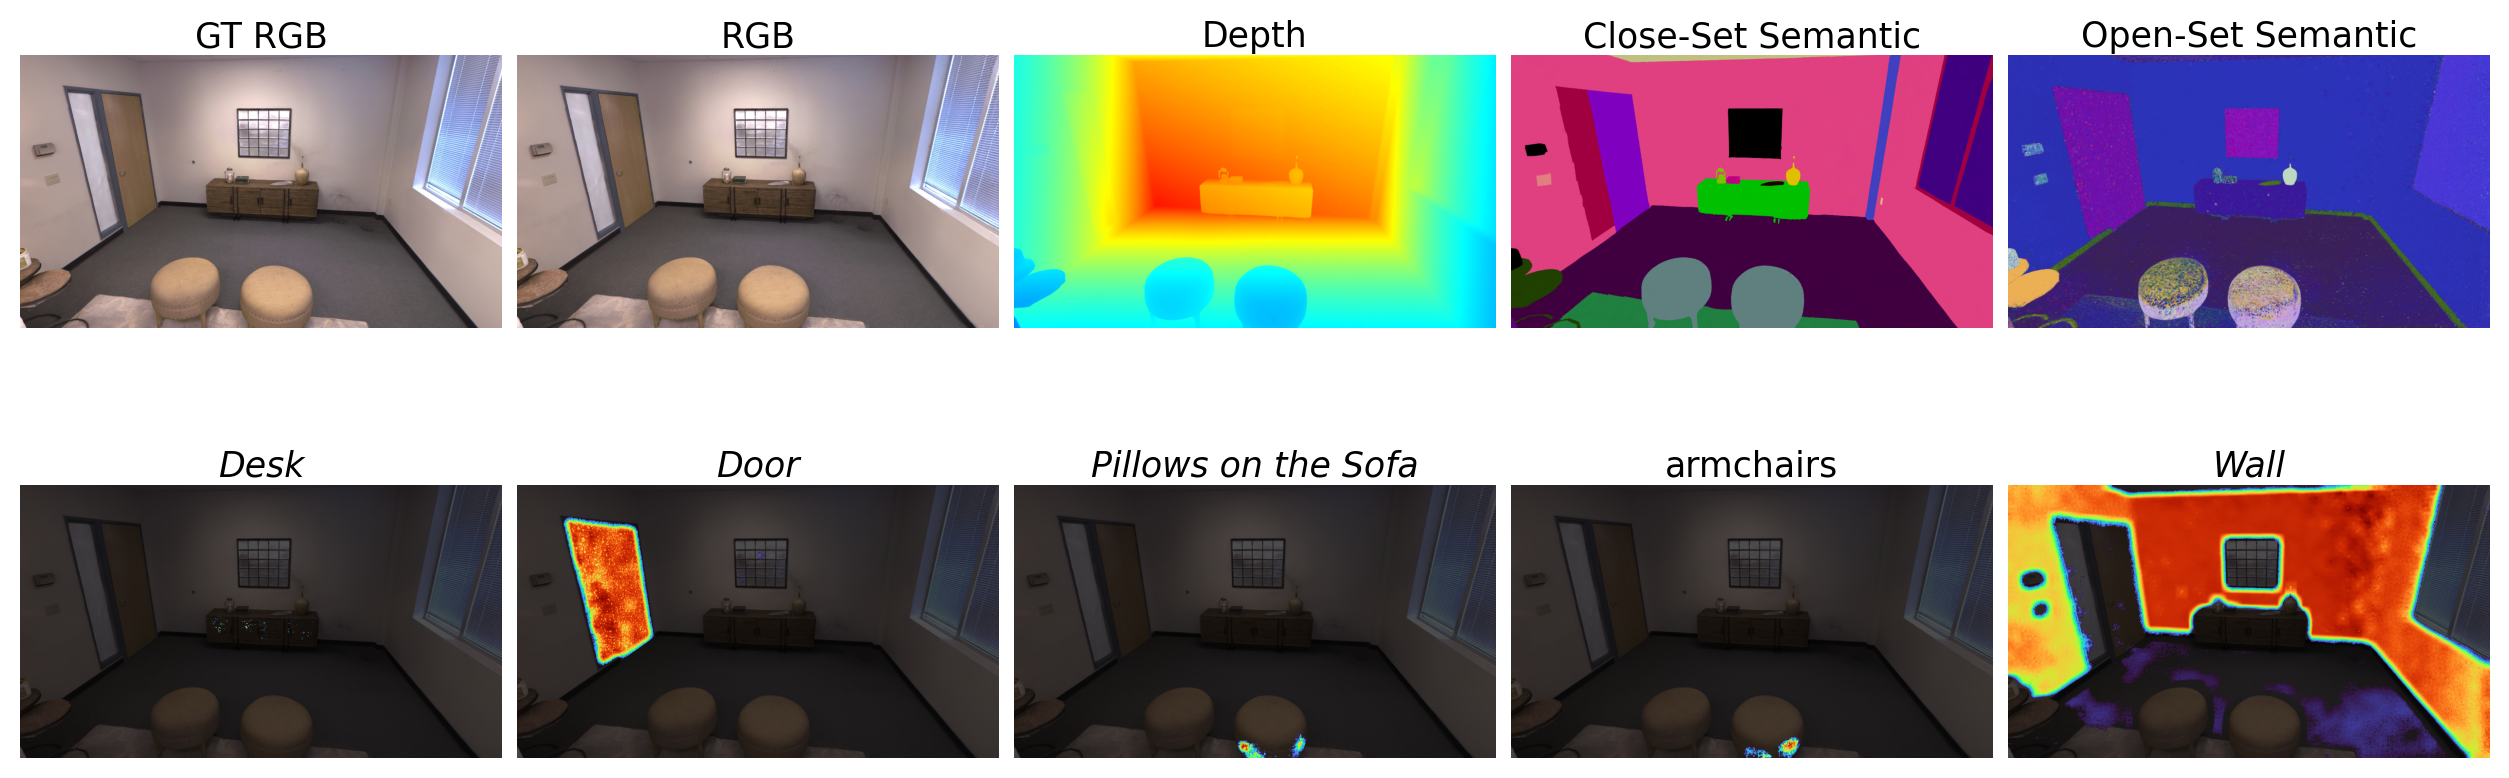 GT RGB
RGB
Depth
Close-Set Semantic
Open-Set Semantic
Desk
Door
Pillows on the Sofa
armchairs
Wall